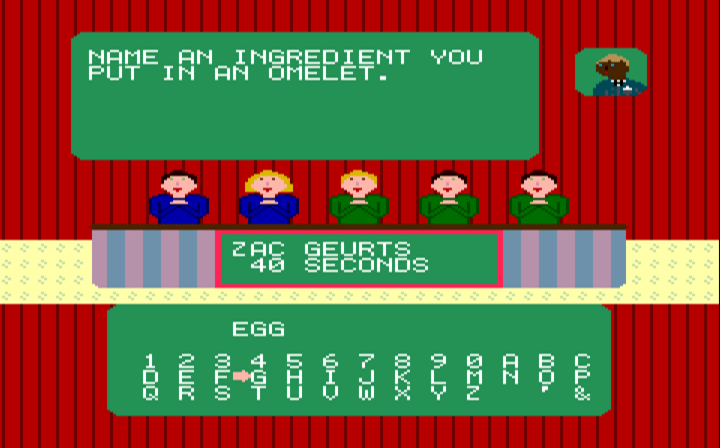 NAME AN INGREDIENT YOU
PUT IN AN OMELET.
ZAC GEURTS
40 SECONDS
EGG
1 2 3 4 5 6 7 8 9 0 A B C
D E F G H I J K L M N O P
Q R S T U V W X Y Z ' &